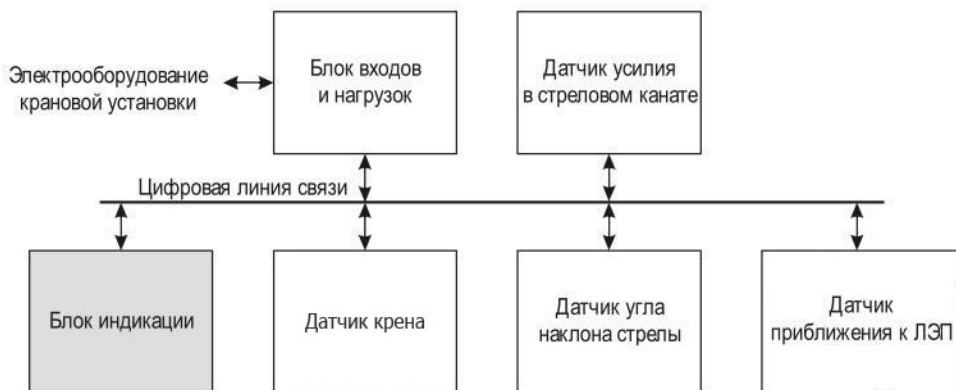 Электрооборудование
крановой установки
Блок входов
и нагрузок
Датчик усилия
в стреловом канате
Цифровая линия связи
Блок индикации
Датчик крена
Датчик угла
наклона стрелы
Датчик
приближения к ЛЭП